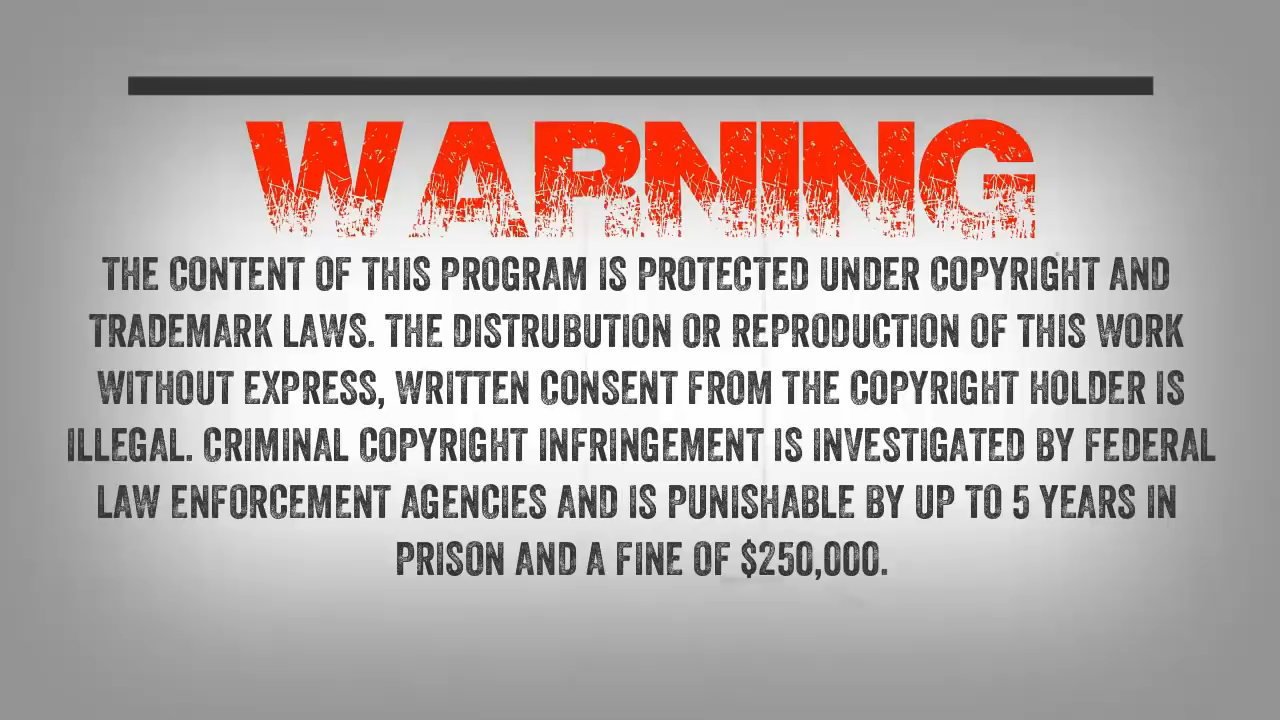 WARNING
THE CONTENT OF THIS PROGRAM IS PROTECTED UNDER COPYRIGHT AND
TRADEMARK LAWS. THE DISTRUBUTION OR REPRODUCTION OF THIS WORK
WITHOUT EXPRESS, WRITTEN CONSENT FROM THE COPYRIGHT HOLDER IS
ILLEGAL. CRIMINAL COPYRIGHT INFRINGEMENT IS INVESTIGATED BY FEDERAL
LAW ENFORCEMENT AGENCIES AND IS PUNISHABLE BY UP TO 5 YEARS IN
PRISON AND A FINE OF $250,000.